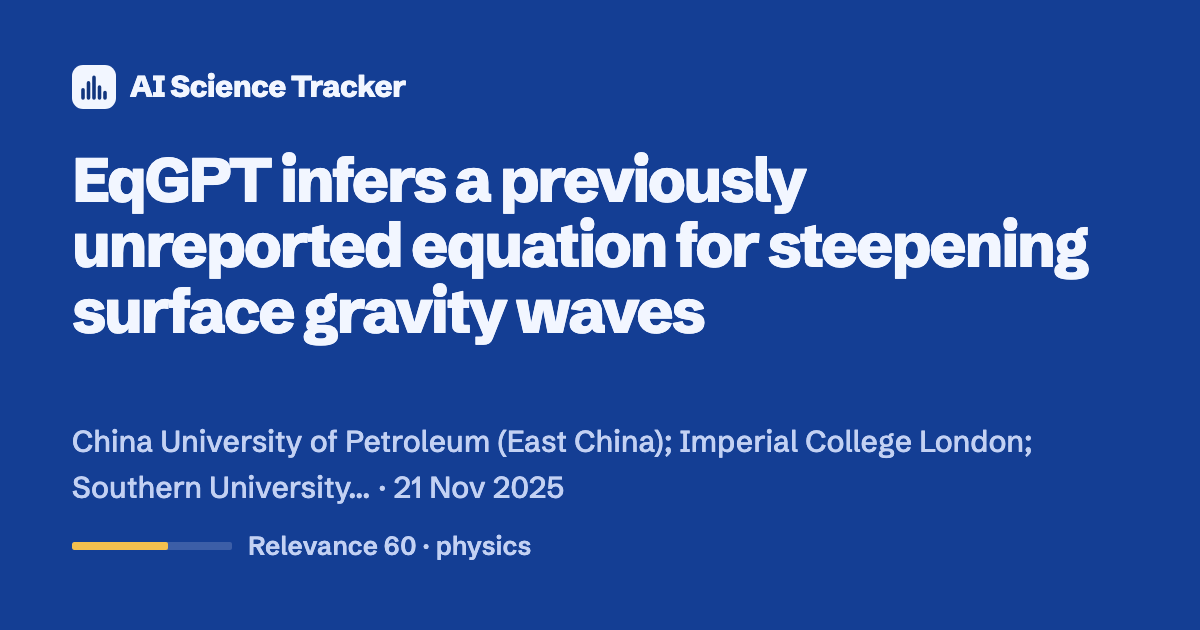 AI Science Tracker
EqGPT infers a previously
unreported equation for steepening
surface gravity waves
China University of Petroleum (East China); Imperial College London;
Southern University... · 21 Nov 2025
Relevance 60 · physics